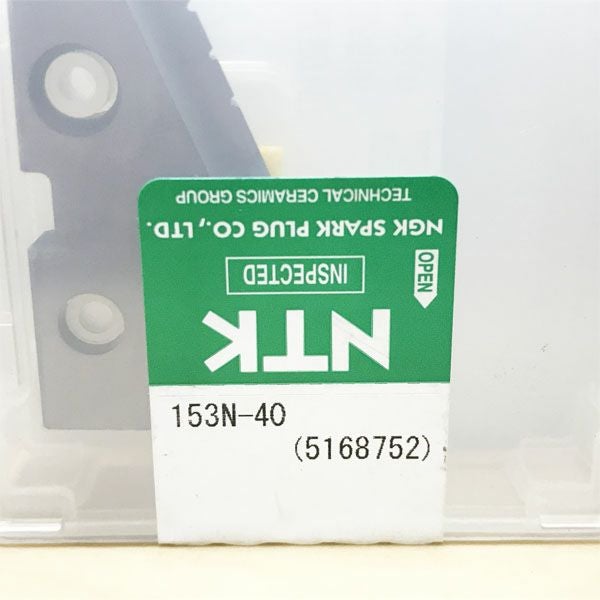 TECHNICAL CERAMICS GROUP
NGK SPARK PLUG CO., LTD.
OPEN
INSPECTED
NTK
153N-40
(5168752)